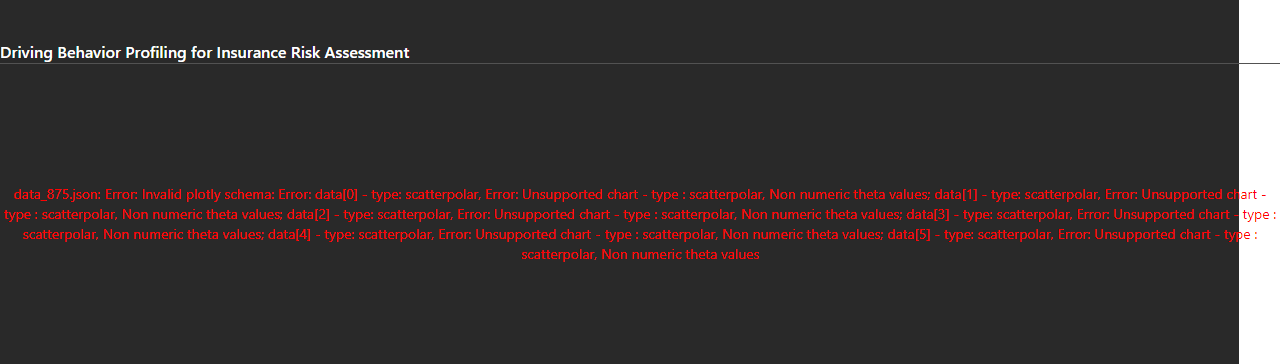 Driving Behavior Profiling for Insurance Risk Assessment
data_875.json: Error: Invalid plotly schema: Error: data[0] - type: scatterpolar, Error: Unsupported chart - type : scatterpolar, Non numeric theta values; data[1] - type: scatterpolar, Error: Unsupported chart -
type : scatterpolar, Non numeric theta values; data[2] - type: scatterpolar, Error: Unsupported chart - type : scatterpolar, Non numeric theta values; data[3] - type: scatterpolar, Error: Unsupported chart - type :
scatterpolar, Non numeric theta values; data[4] - type: scatterpolar, Error: Unsupported chart - type : scatterpolar, Non numeric theta values; data[5] - type: scatterpolar, Error: Unsupported chart - type :
scatterpolar, Non numeric theta values